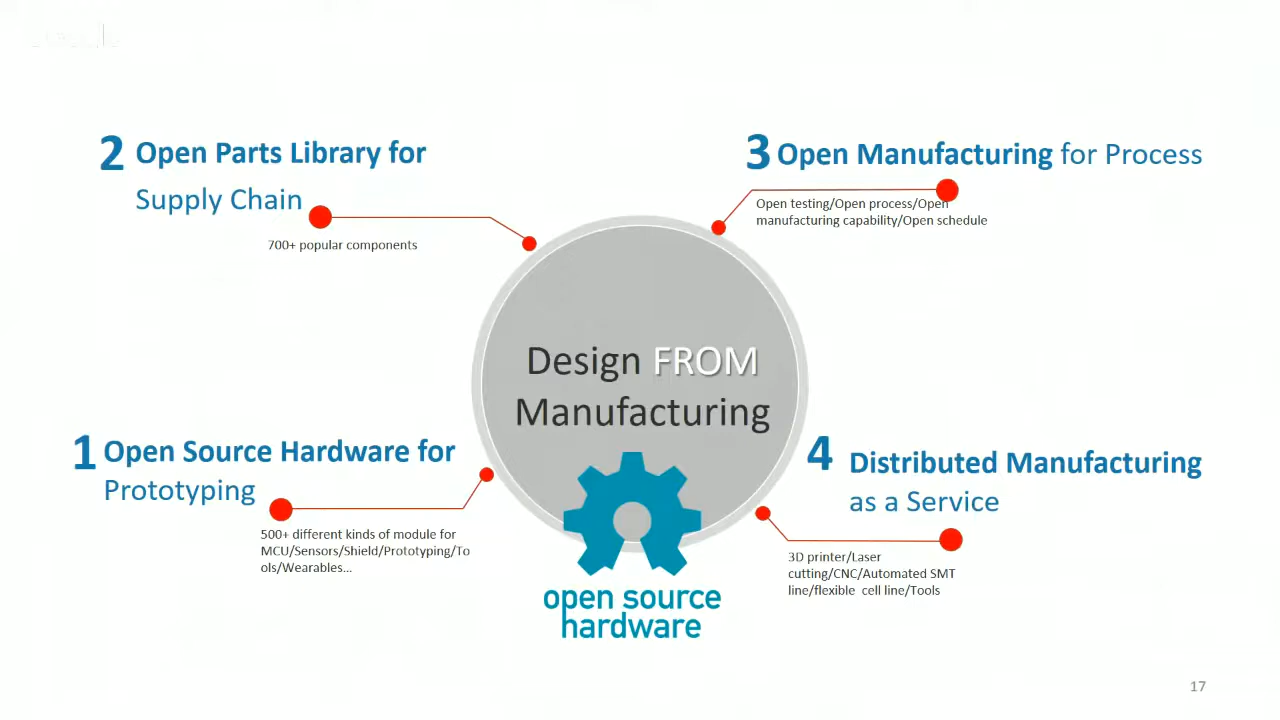 2 Open Parts Library for
Supply Chain
700+ popular components
3 Open Manufacturing for Process
Open testing/Open process/Open
manufacturing capability/Open schedule
Design FROM
Manufacturing
1 Open Source Hardware for
Prototyping
500+ different kinds of module for
MCU/Sensors/Shield/Prototyping/To
ols/Wearables...
4 Distributed Manufacturing
as a Service
3D printer/Laser
cutting/CNC/Automated SMT
line/flexible cell line/Tools
open source
hardware
17